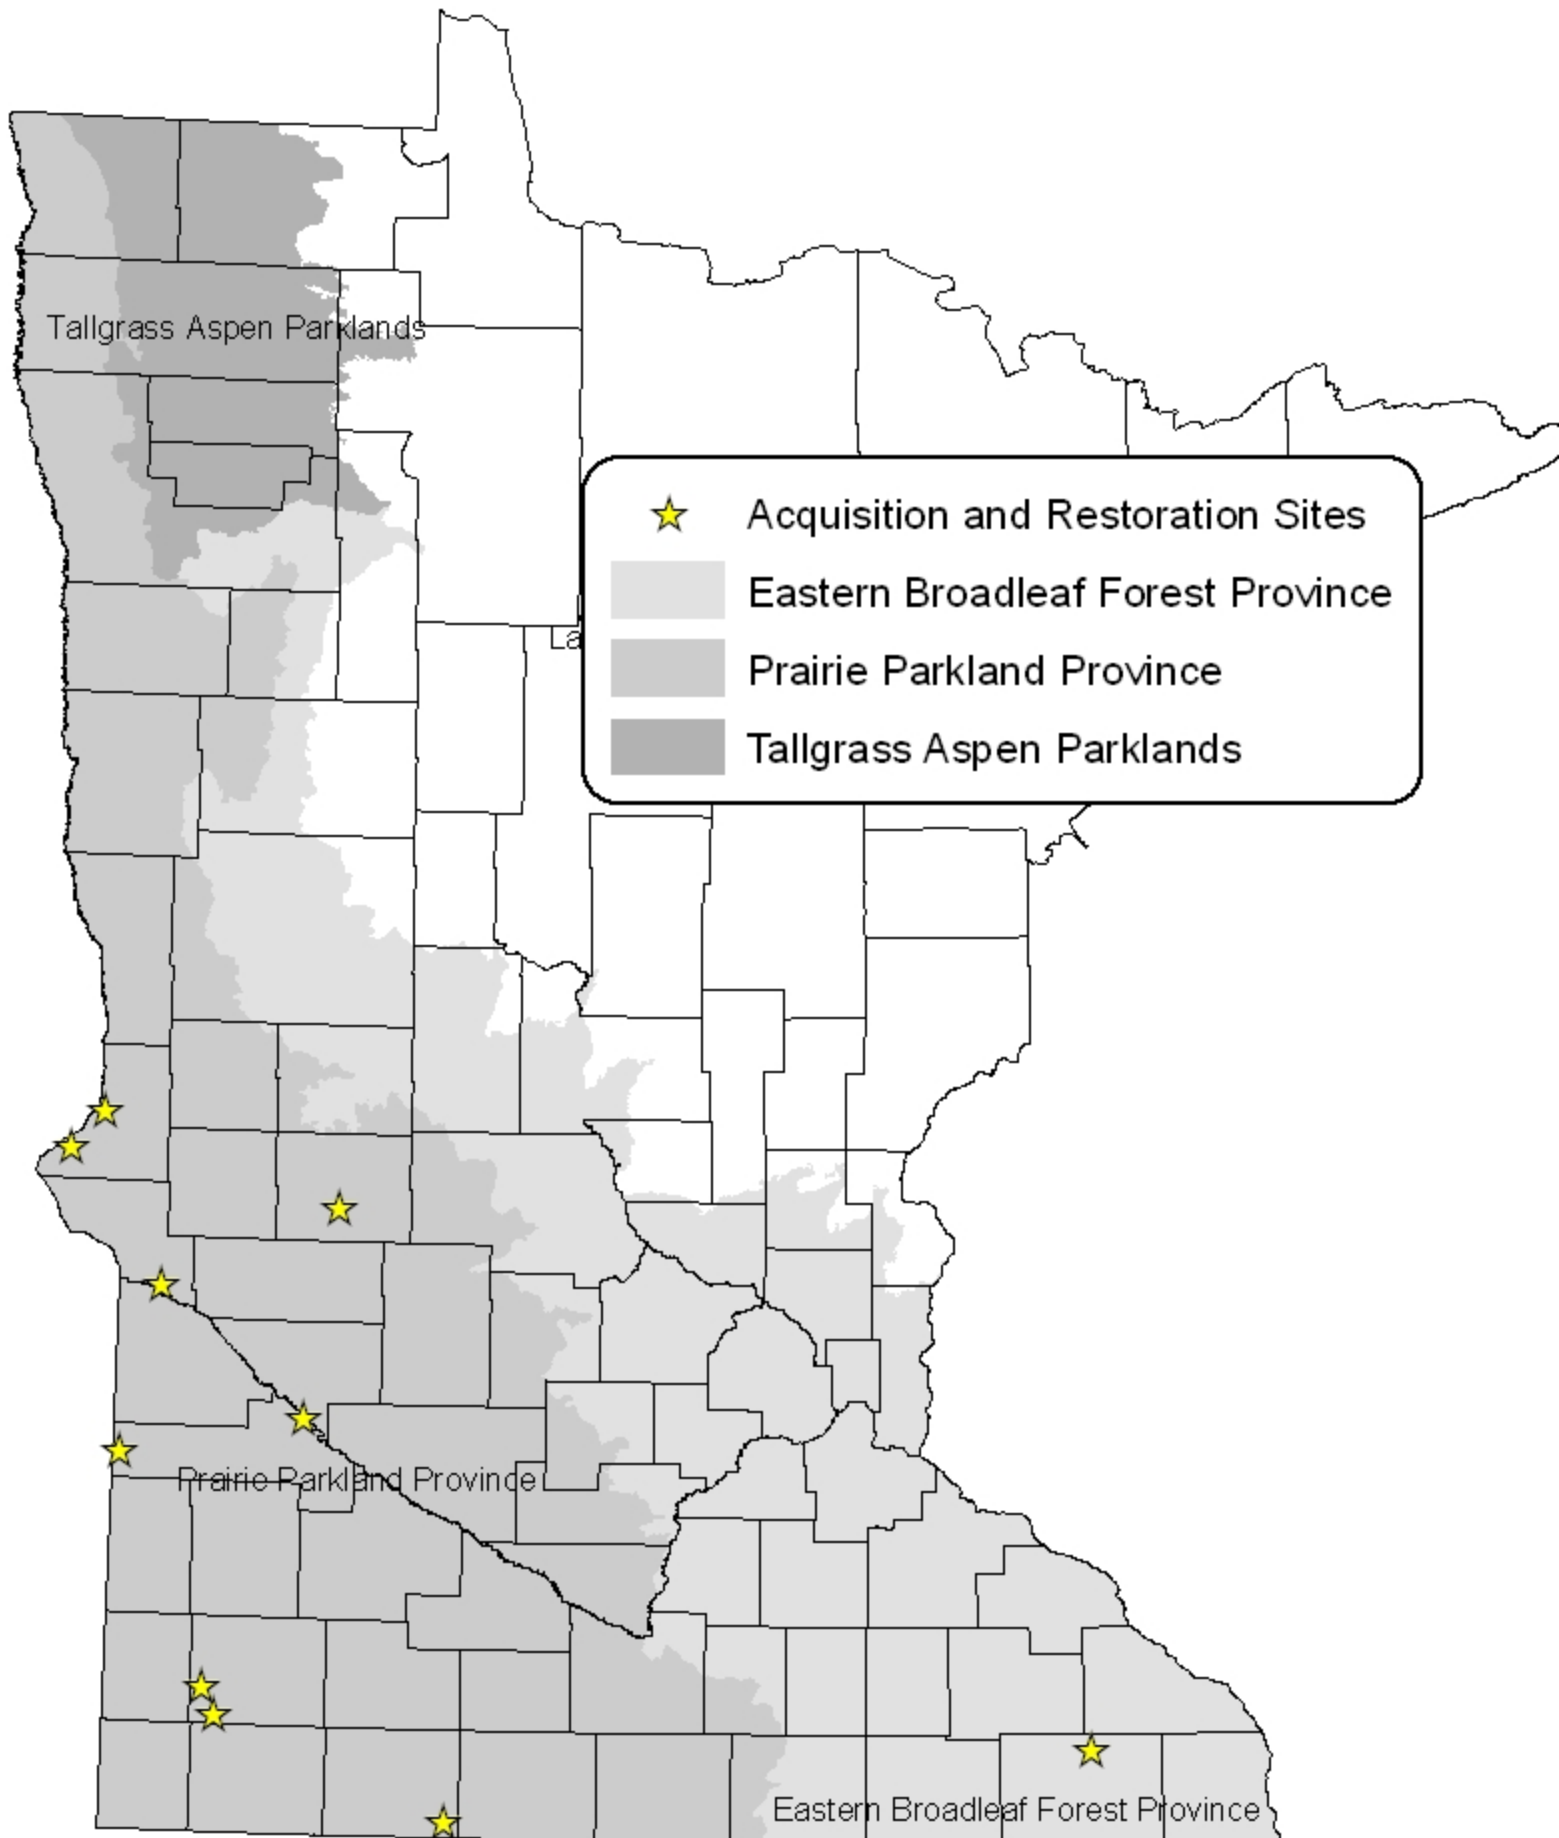 Tallgrass Aspen Parklands
Acquisition and Restoration Sites
Eastern Broadleaf Forest Province
La
Prairie Parkland Province
Tallgrass Aspen Parklands
Prairie Parkland Province
Eastern Broadleaf Forest Province